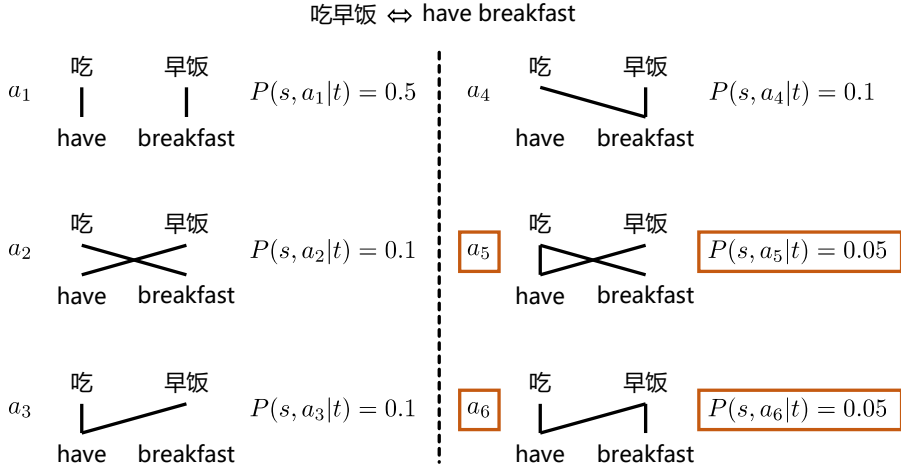 吃早饭 ⇔ have breakfast
a₁ 吃 早饭 P(s, a₁|t) = 0.5
have breakfast
a₂ 吃 早饭 P(s, a₂|t) = 0.1
have breakfast
a₃ 吃 早饭 P(s, a₃|t) = 0.1
have breakfast
a₄ 吃 早饭 P(s, a₄|t) = 0.1
have breakfast
a₅ 吃 早饭 P(s, a₅|t) = 0.05
have breakfast
a₆ 吃 早饭 P(s, a₆|t) = 0.05
have breakfast